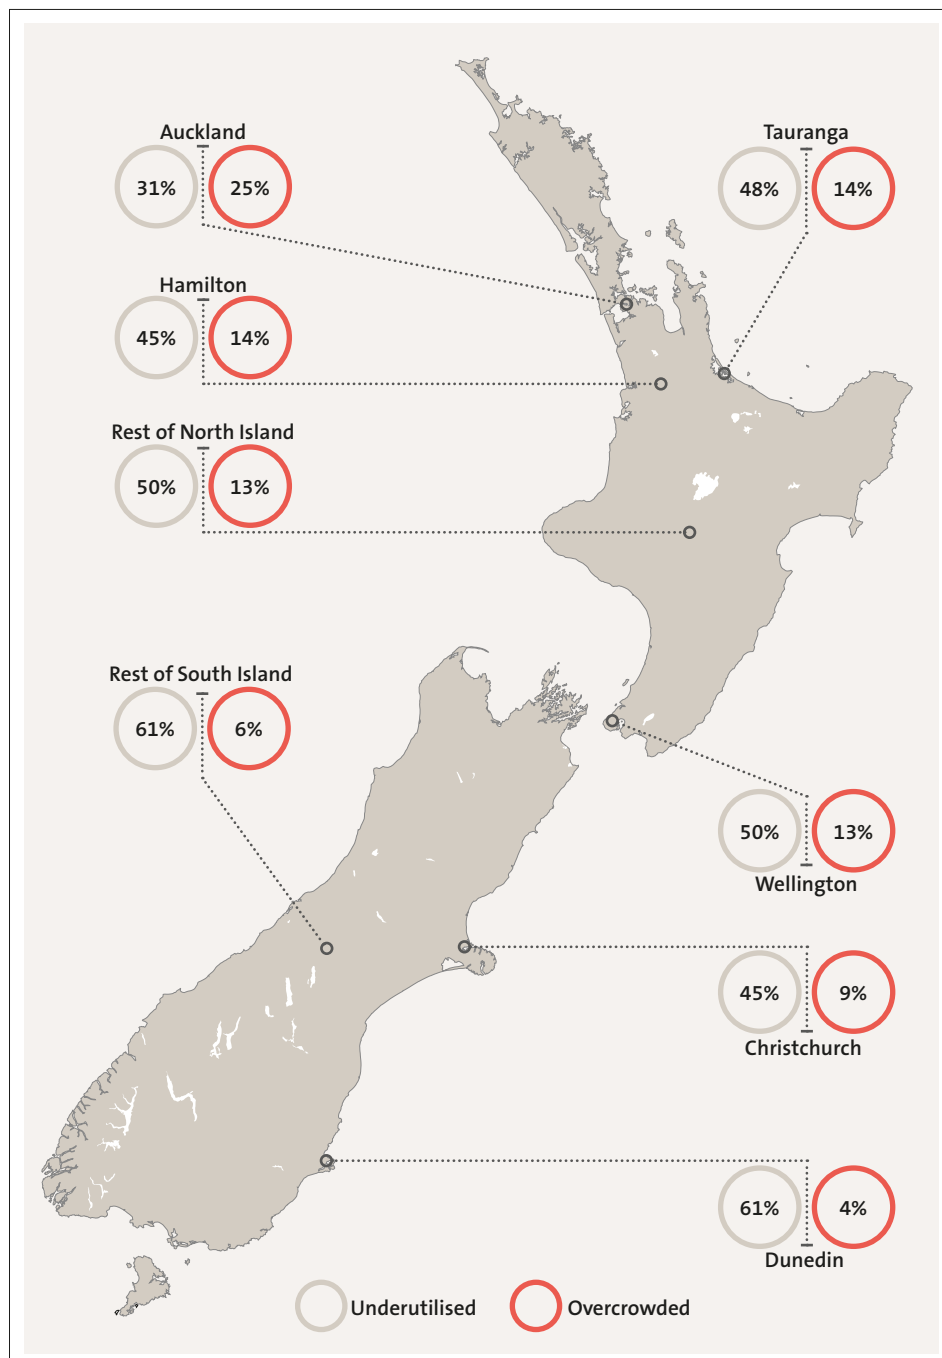 Auckland
31% 25%
Tauranga
48% 14%
Hamilton
45% 14%
Rest of North Island
50% 13%
Rest of South Island
61% 6%
50% 13%
Wellington
45% 9%
Christchurch
61% 4%
Dunedin
Underutilised Overcrowded